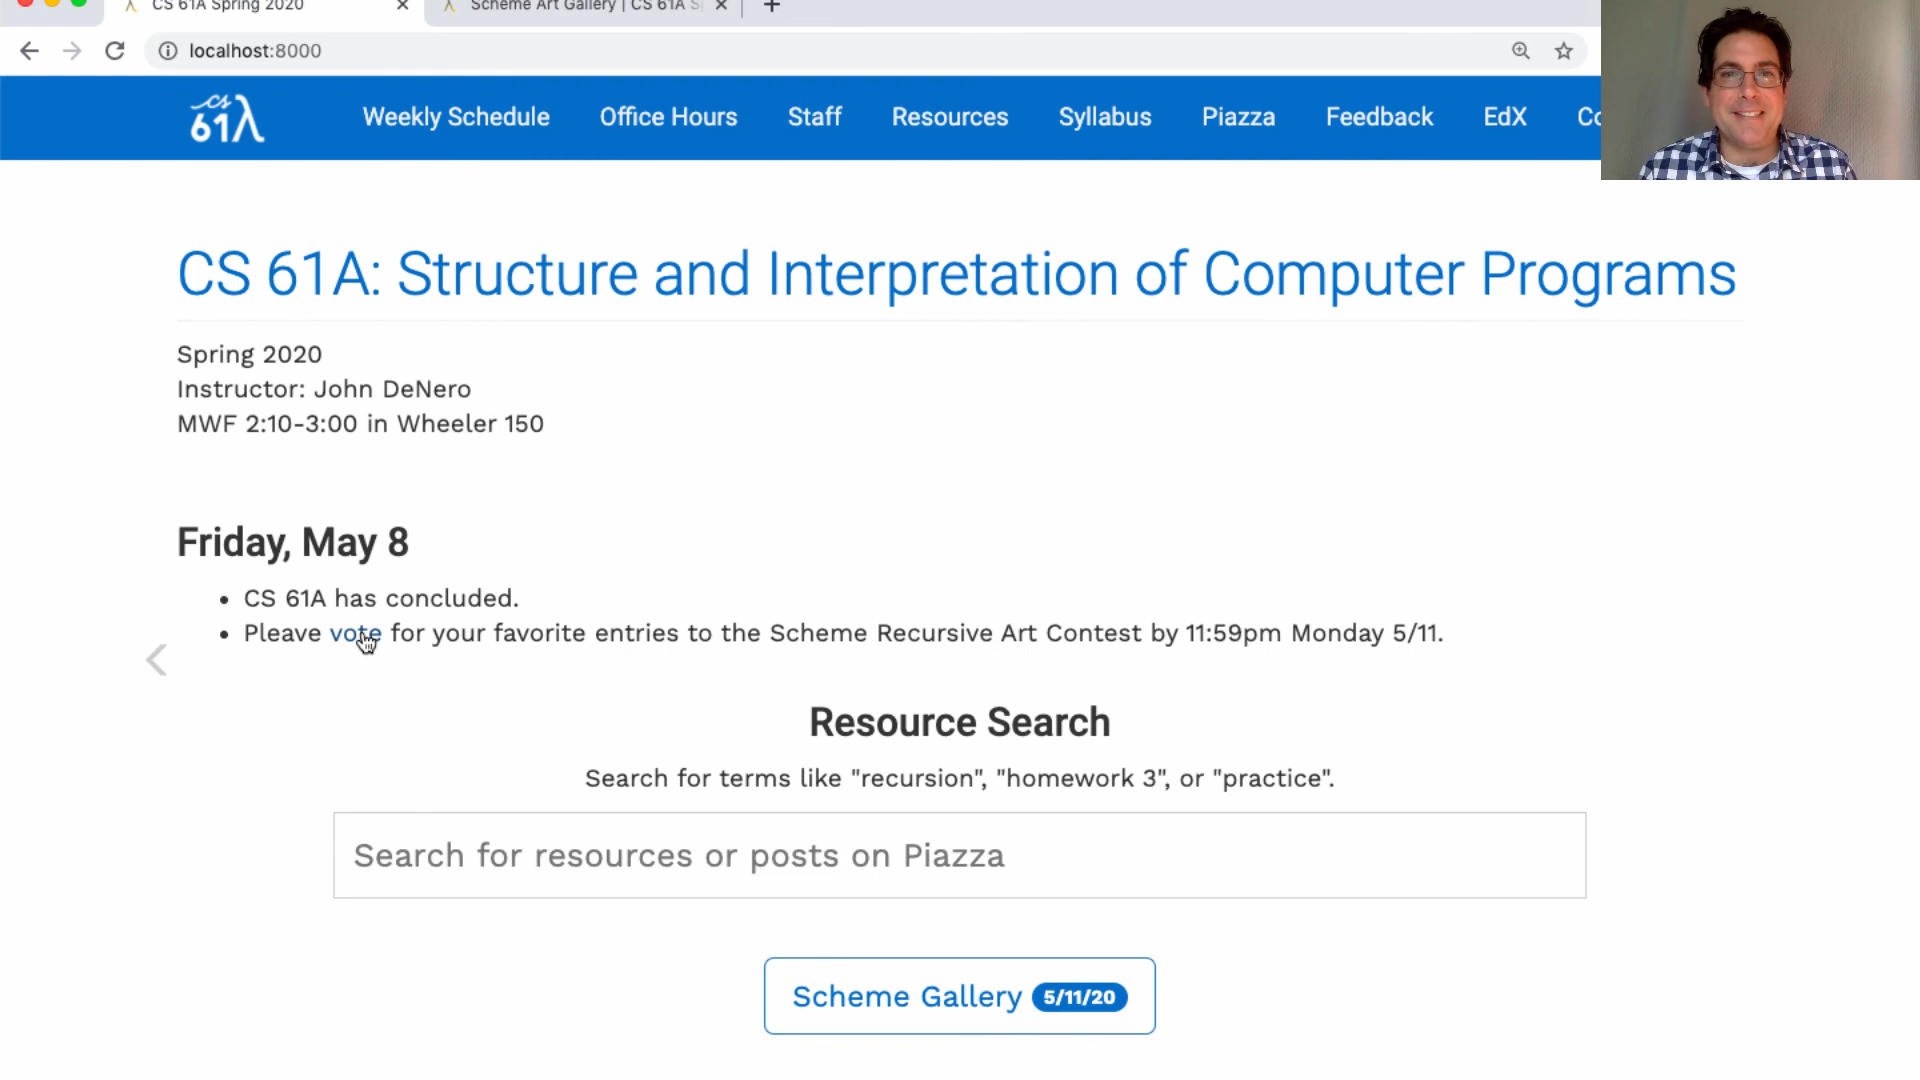 CS 61A Spring 2020
Scheme Art Gallery | CS 61A S
localhost:8000
cs
61λ
Weekly Schedule Office Hours Staff Resources Syllabus Piazza Feedback EdX Co
CS 61A: Structure and Interpretation of Computer Programs
Spring 2020
Instructor: John DeNero
MWF 2:10-3:00 in Wheeler 150
Friday, May 8
• CS 61A has concluded.
• Pleave vote for your favorite entries to the Scheme Recursive Art Contest by 11:59pm Monday 5/11.
Resource Search
Search for terms like "recursion", "homework 3", or "practice".
Search for resources or posts on Piazza
Scheme Gallery 5/11/20